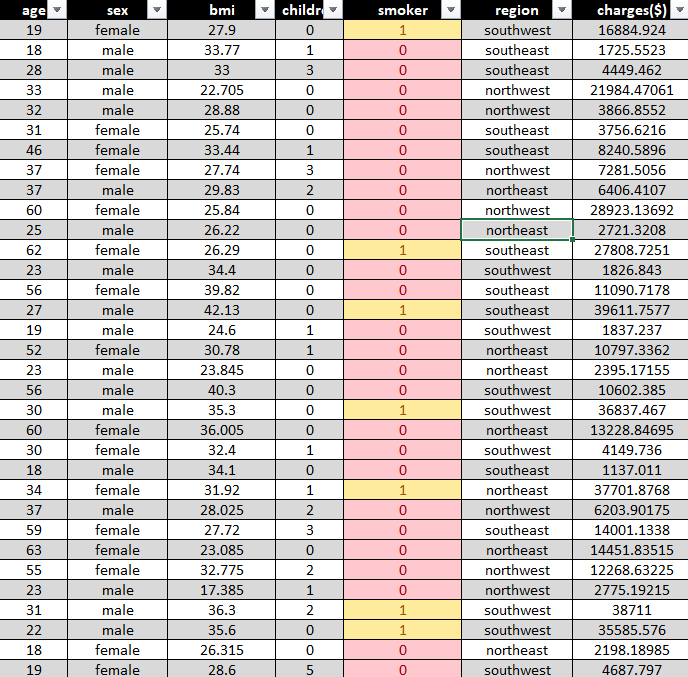 age sex bmi childre smoker region charges($)
19 female 27.9 0 1 southwest 16884.924
18 male 33.77 1 0 southeast 1725.5523
28 male 33 3 0 southeast 4449.462
33 male 22.705 0 0 northwest 21984.47061
32 male 28.88 0 0 northwest 3866.8552
31 female 25.74 0 0 southeast 3756.6216
46 female 33.44 1 0 southeast 8240.5896
37 female 27.74 3 0 northwest 7281.5056
37 male 29.83 2 0 northeast 6406.4107
60 female 25.84 0 0 northwest 28923.13692
25 male 26.22 0 0 northeast 2721.3208
62 female 26.29 0 1 southeast 27808.7251
23 male 34.4 0 0 southwest 1826.843
56 female 39.82 0 0 southeast 11090.7178
27 male 42.13 0 1 southeast 39611.7577
19 male 24.6 1 0 southwest 1837.237
52 female 30.78 1 0 northeast 10797.3362
23 male 23.845 0 0 northeast 2395.17155
56 male 40.3 0 0 southwest 10602.385
30 male 35.3 0 1 southwest 36837.467
60 female 36.005 0 0 northeast 13228.84695
30 female 32.4 1 0 southwest 4149.736
18 male 34.1 0 0 southeast 1137.011
34 female 31.92 1 1 northeast 37701.8768
37 male 28.025 2 0 northwest 6203.90175
59 female 27.72 3 0 southeast 14001.1338
63 female 23.085 0 0 northeast 14451.83515
55 female 32.775 2 0 northwest 12268.63225
23 male 17.385 1 0 northwest 2775.19215
31 male 36.3 2 1 southwest 38711
22 male 35.6 0 1 southwest 35585.576
18 female 26.315 0 0 northeast 2198.18985
19 female 28.6 5 0 southwest 4687.797